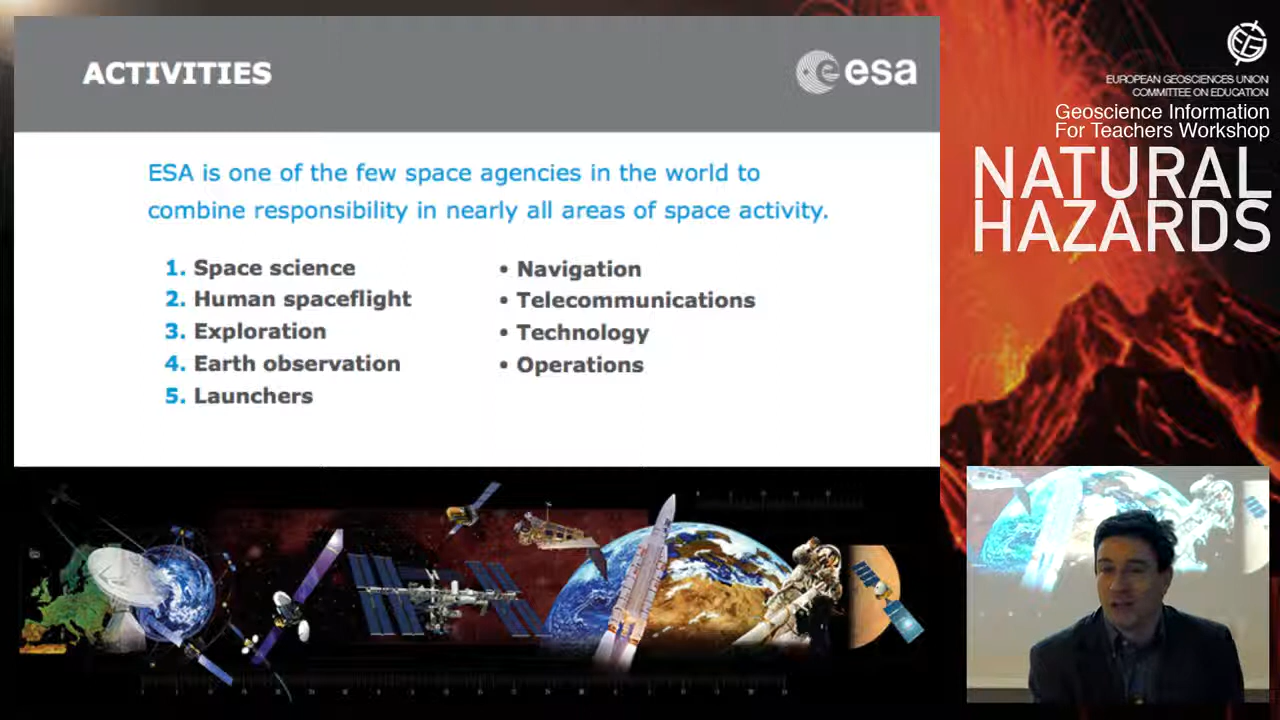 ACTIVITIES
esa
ESA is one of the few space agencies in the world to
combine responsibility in nearly all areas of space activity.
1. Space science
2. Human spaceflight
3. Exploration
4. Earth observation
5. Launchers
• Navigation
• Telecommunications
• Technology
• Operations
EUROPEAN GEOSCIENCES UNION
COMMITTEE ON EDUCATION
Geoscience Information
For Teachers Workshop
NATURAL
HAZARDS